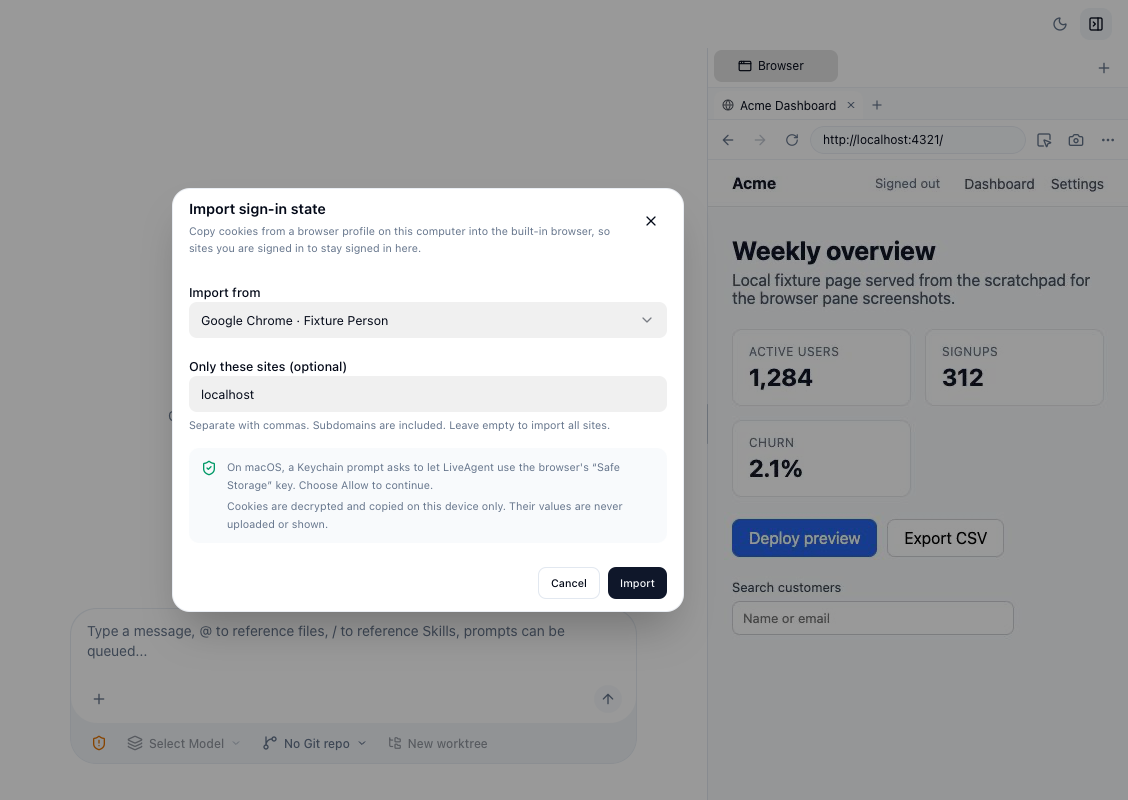 Browser
Acme Dashboard
http://localhost:4321/
Acme
Signed out
Dashboard
Settings
Weekly overview
Local fixture page served from the scratchpad for
the browser pane screenshots.
ACTIVE USERS
1,284
SIGNUPS
312
CHURN
2.1%
Deploy preview
Export CSV
Search customers
Name or email
Import sign-in state
Copy cookies from a browser profile on this computer into the built-in browser, so
sites you are signed in to stay signed in here.
Import from
Google Chrome · Fixture Person
Only these sites (optional)
localhost
Separate with commas. Subdomains are included. Leave empty to import all sites.
On macOS, a Keychain prompt asks to let LiveAgent use the browser's "Safe
Storage" key. Choose Allow to continue.
Cookies are decrypted and copied on this device only. Their values are never
uploaded or shown.
Cancel
Import
Type a message, @ to reference files, / to reference Skills, prompts can be
queued...
Select Model
No Git repo
New worktree